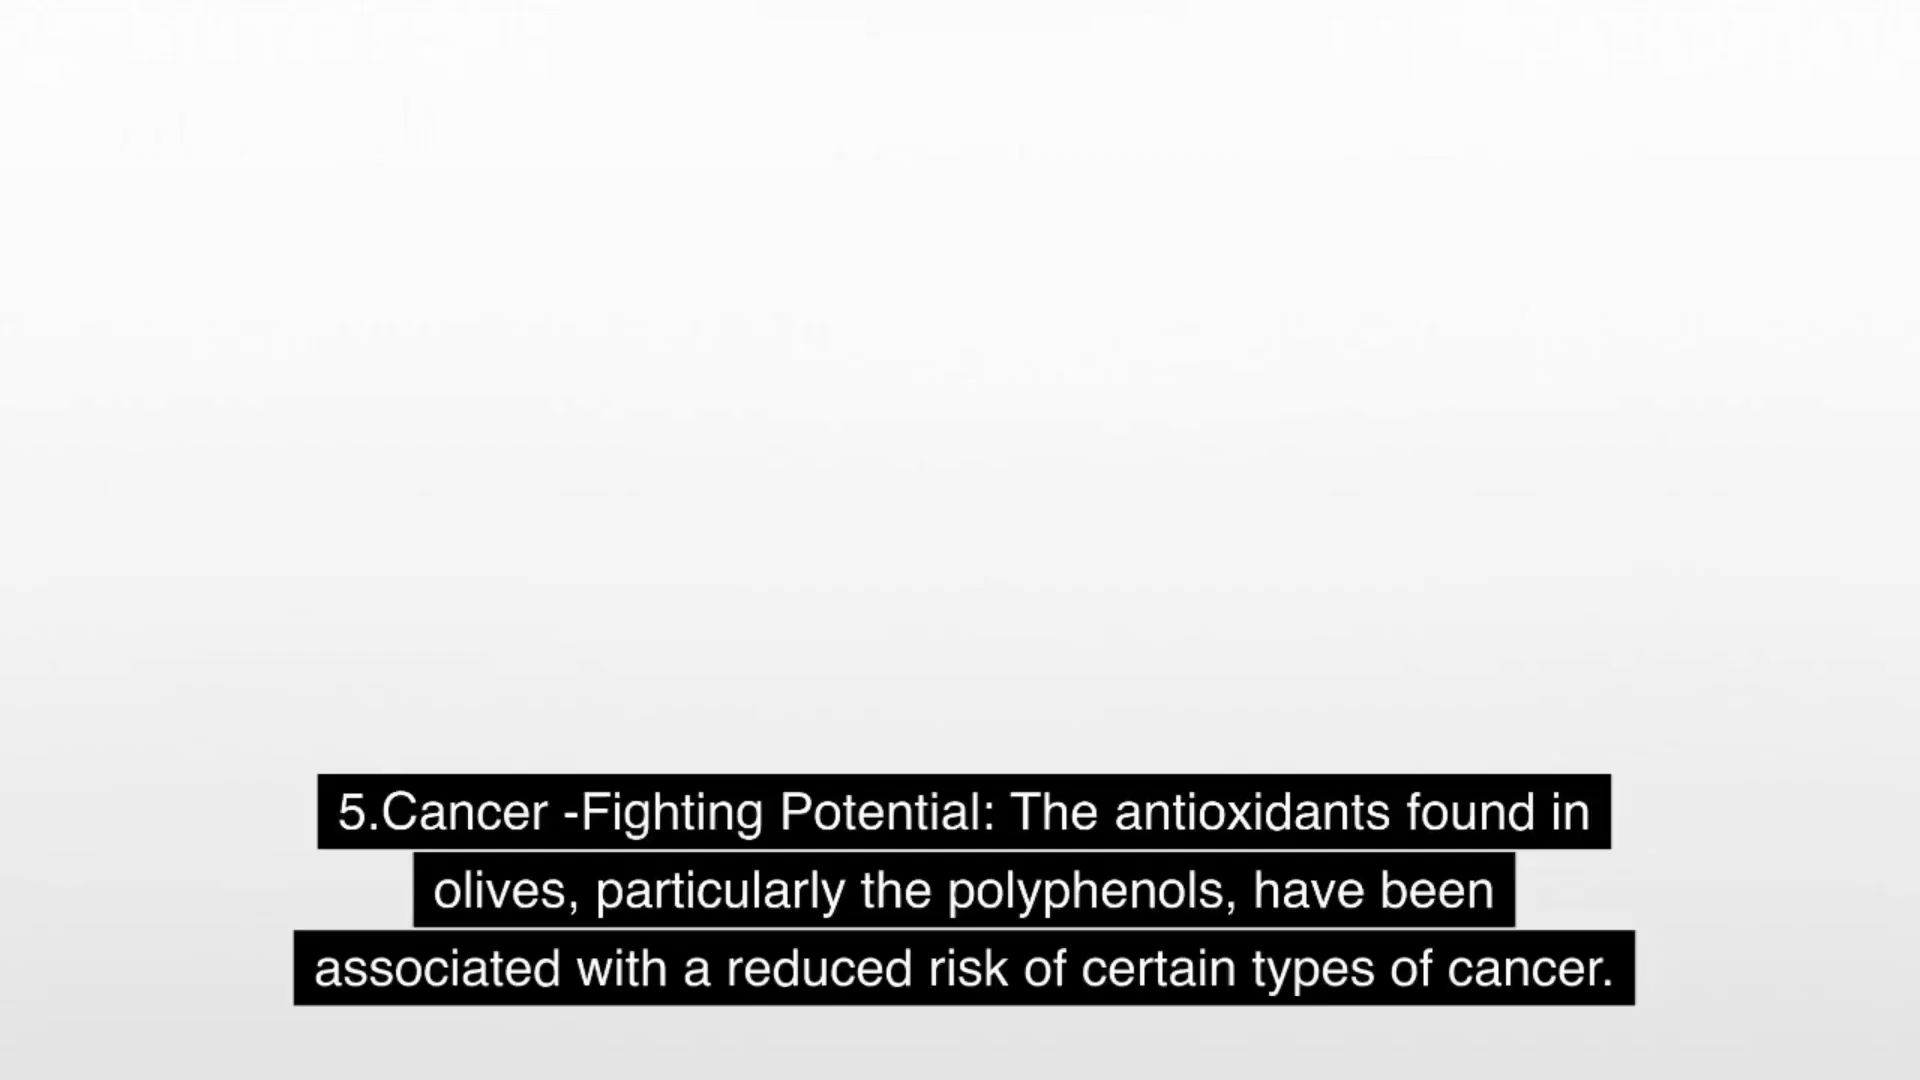 5.Cancer -Fighting Potential: The antioxidants found in
olives, particularly the polyphenols, have been
associated with a reduced risk of certain types of cancer.